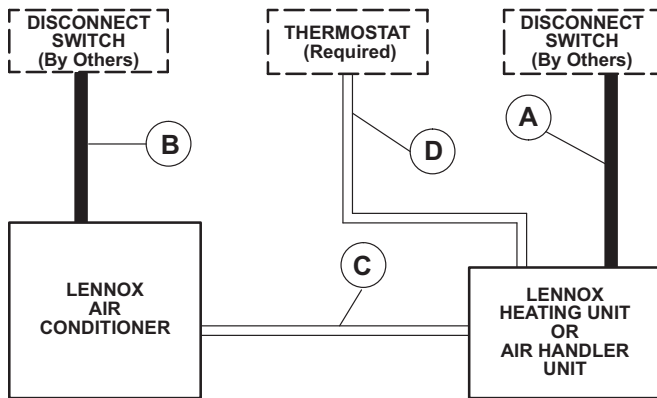 DISCONNECT
SWITCH
(By Others)
THERMOSTAT
(Required)
DISCONNECT
SWITCH
(By Others)
B
D
A
C
LENNOX
AIR
CONDITIONER
LENNOX
HEATING UNIT
OR
AIR HANDLER
UNIT